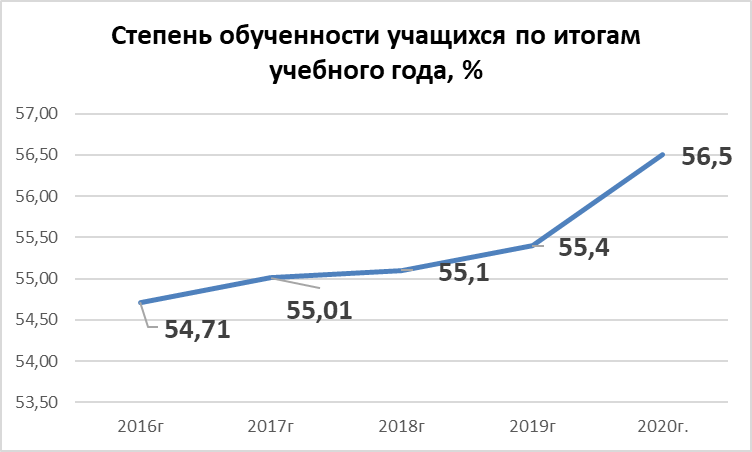 Степень обученности учащихся по итогам
учебного года, %
57,00
56,50
56,00
55,50
55,00
54,50
54,00
53,50
54,71
55,01
55,1
55,4
56,5
2016г
2017г
2018г
2019г
2020г.